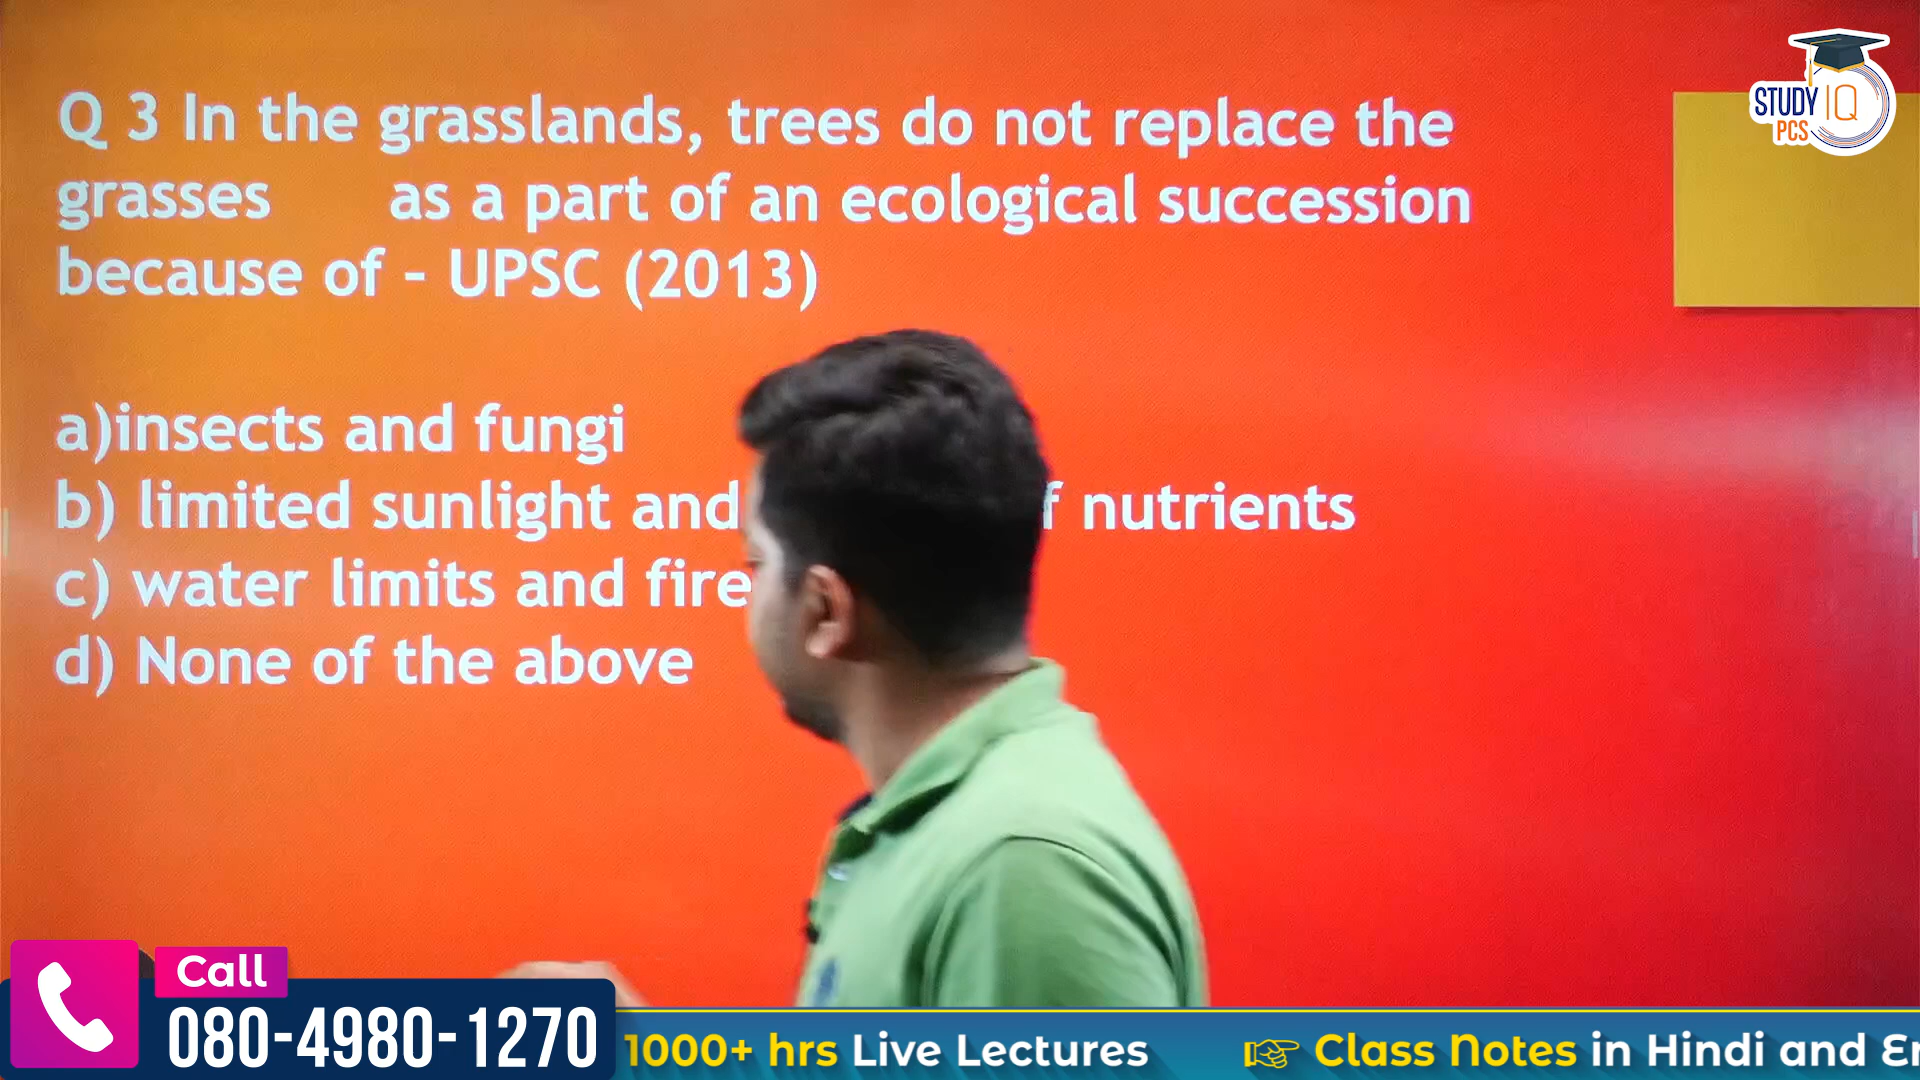 Q 3 In the grasslands, trees do not replace the
grasses as a part of an ecological succession
because of - UPSC (2013)
a)insects and fungi
b) limited sunlight and nutrients
c) water limits and fire
d) None of the above
STUDY IQ
PCS
Call
080-4980-1270
1000+ hrs Live Lectures Class Notes in Hindi and